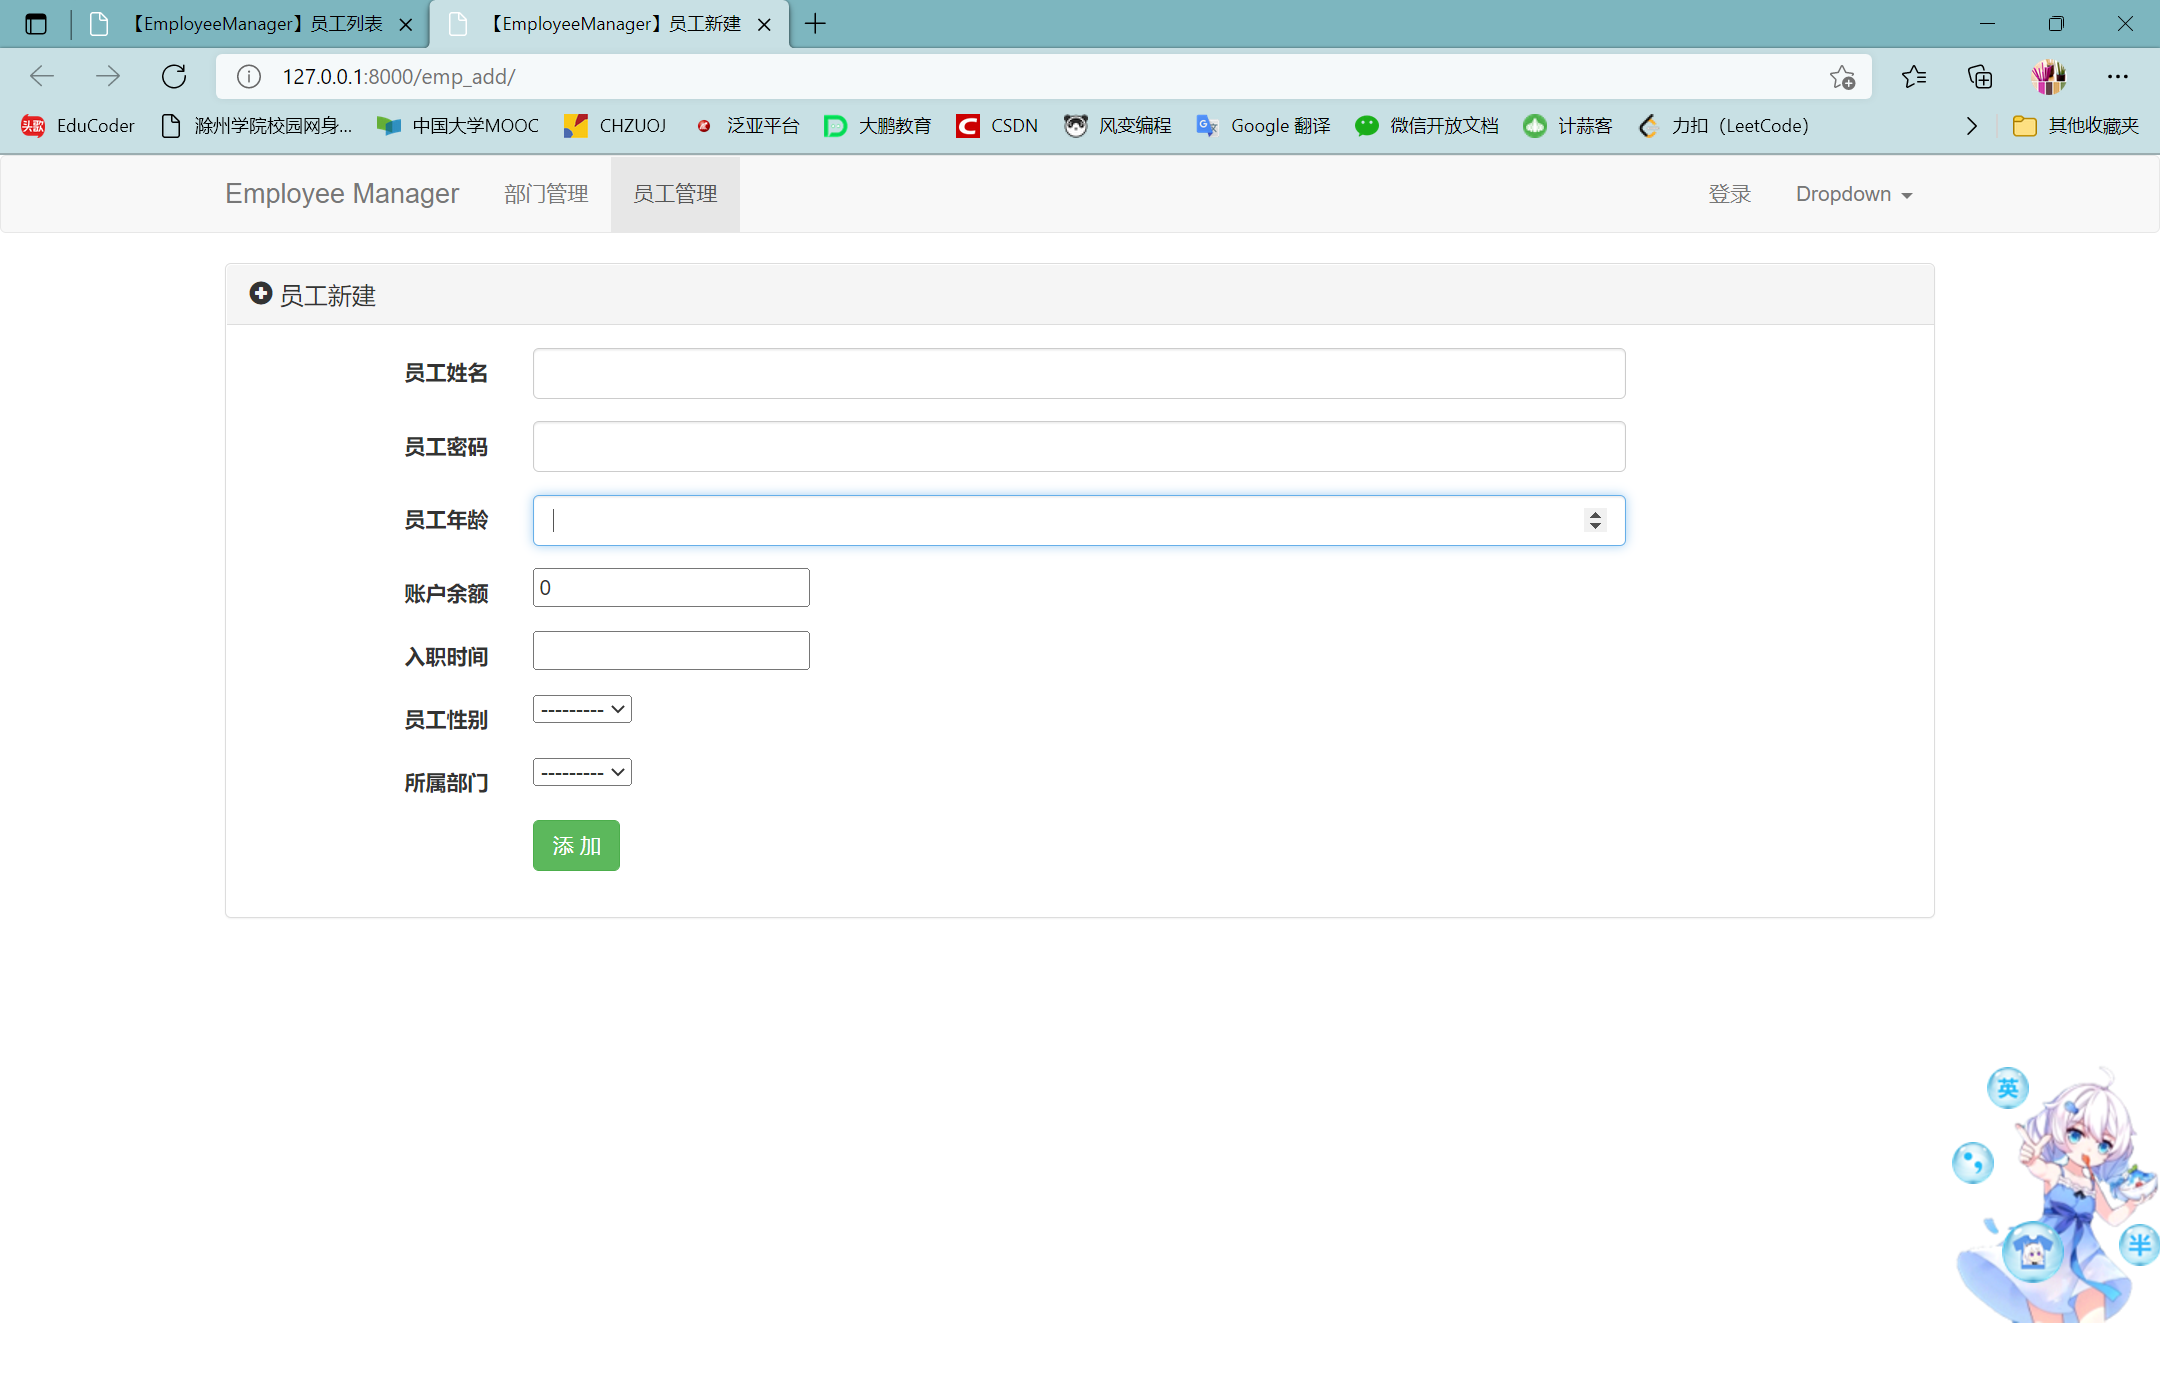 【EmployeeManager】员工列表 【EmployeeManager】员工新建
127.0.0.1:8000/emp_add/
EduCoder 滁州学院校园网身... 中国大学MOOC CHZUOJ 泛亚平台 大鹏教育 CSDN 风变编程 Google 翻译 微信开放文档 计蒜客 力扣（LeetCode） 其他收藏夹
Employee Manager 部门管理 员工管理 登录 Dropdown
员工新建
员工姓名
员工密码
员工年龄
账户余额 0
入职时间
员工性别 ---------
所属部门 ---------
添 加
英
半